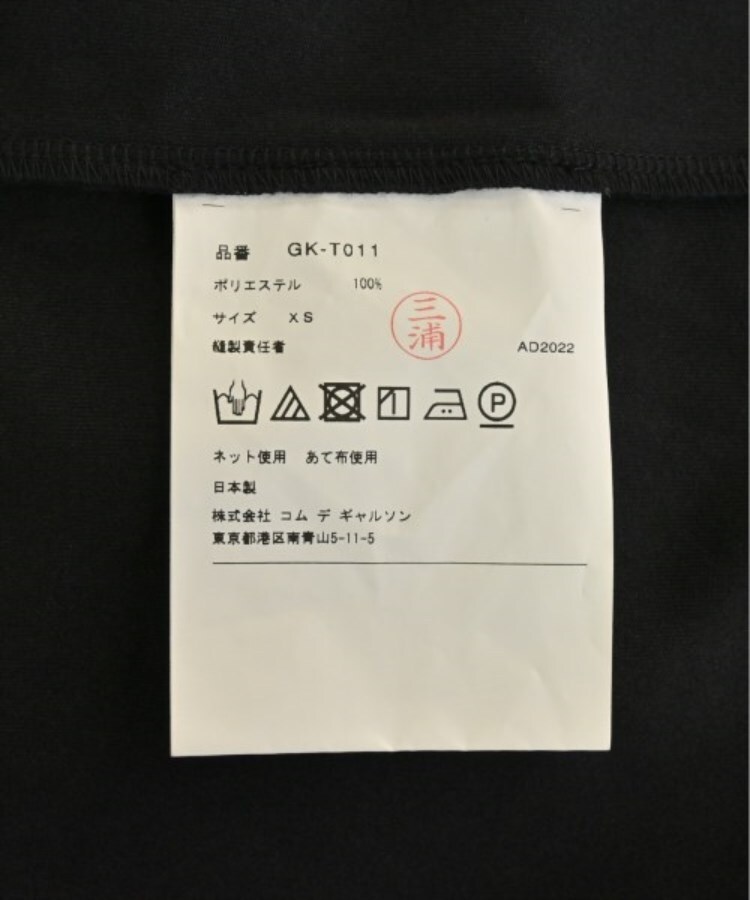 品番 GK-T011
ポリエステル 100%
サイズ XS
三浦
縫製責任者 AD2022
P
ネット使用 あて布使用
日本製
株式会社 コム デ ギャルソン
東京都港区南青山5-11-5